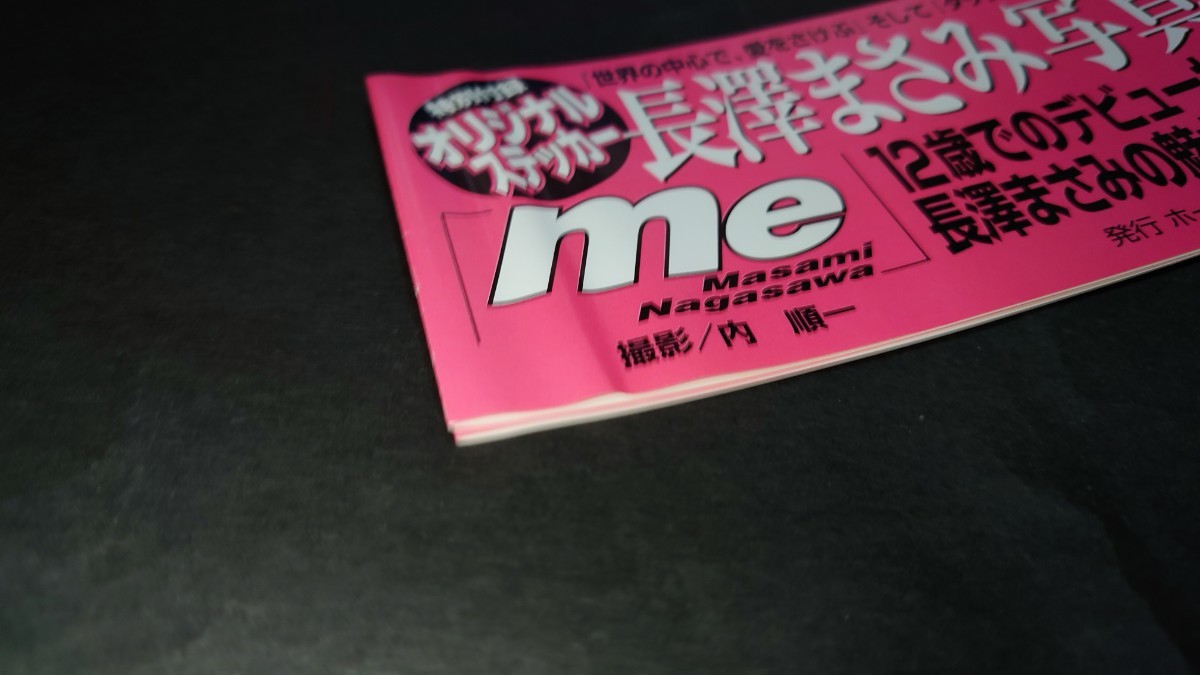 「世界の中心で、愛をさけぶ」、そして「タッ
特別付録
オリジナル
ステッカー
長澤まさみ写真
me
Masami
Nagasawa
撮影／内 順一
12歳でのデビュー
長澤まさみの魅
発行 ホ